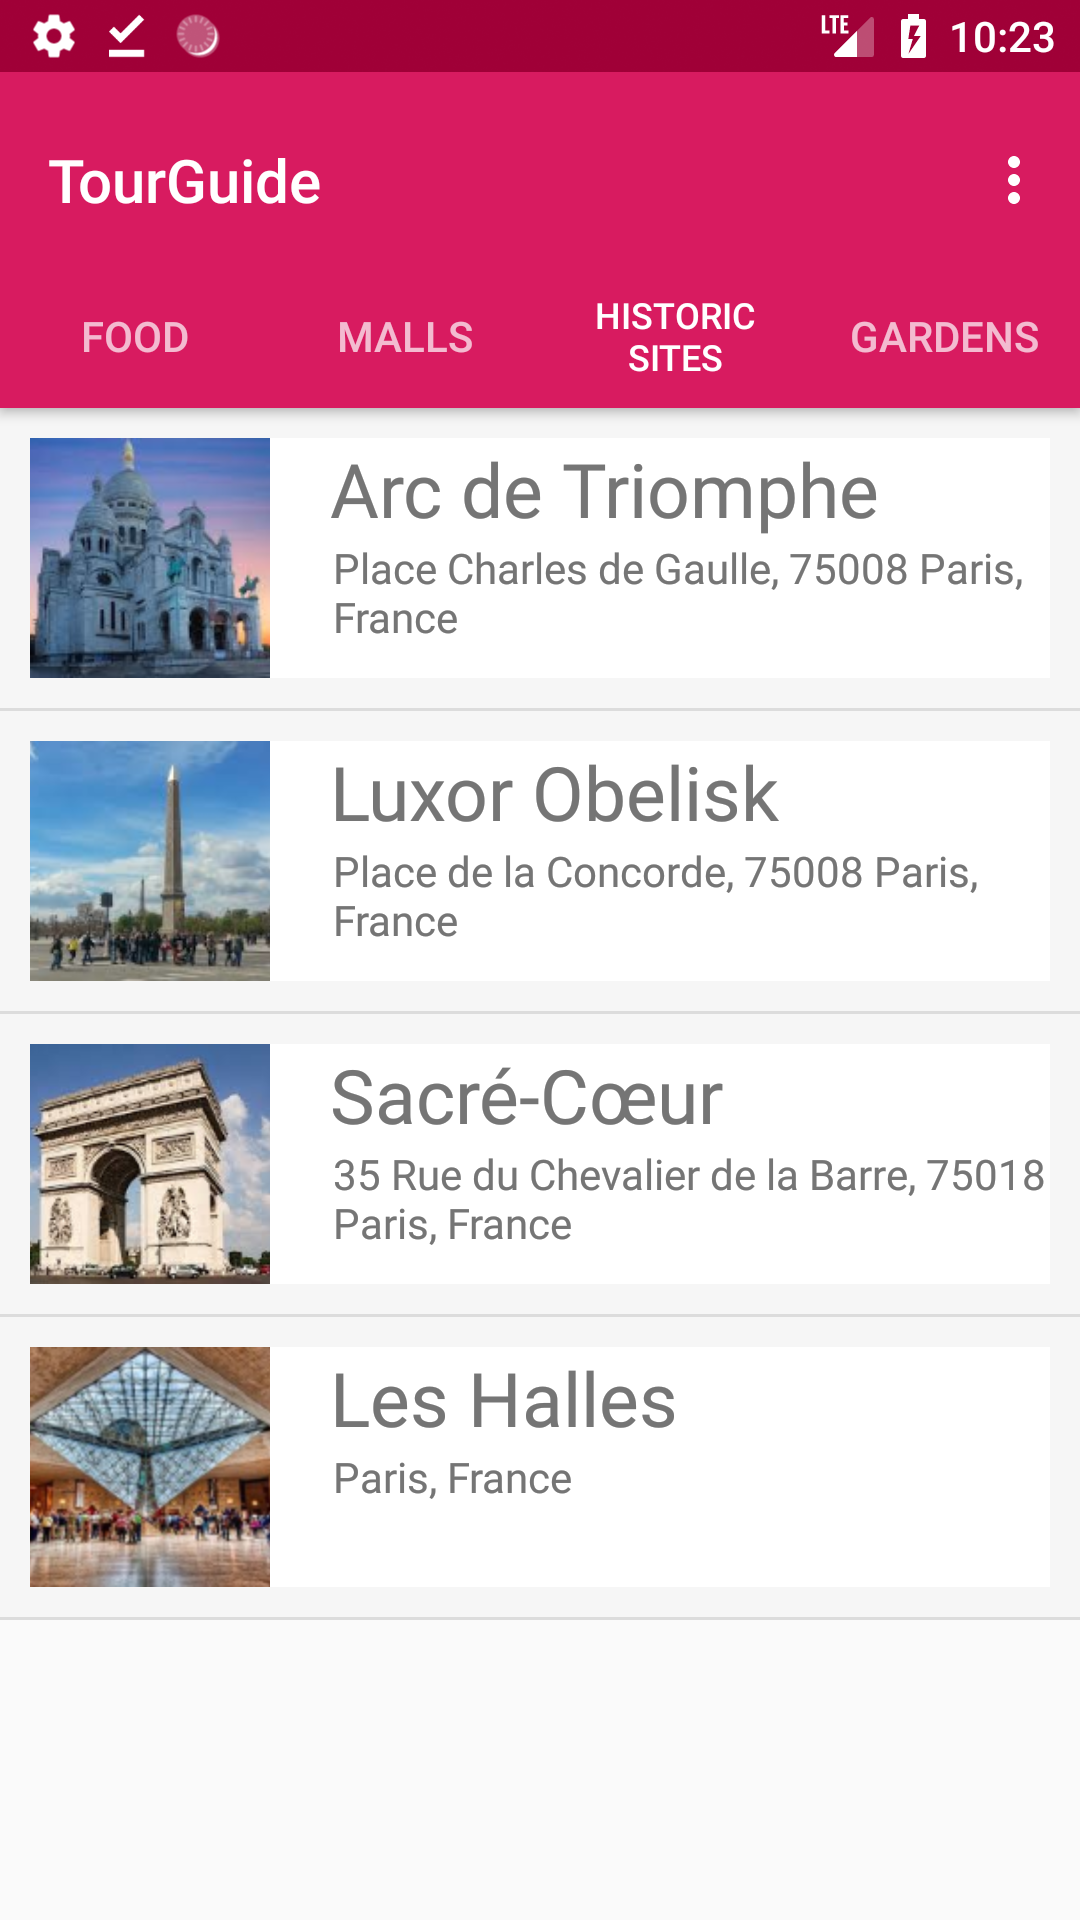 LTE 10:23
TourGuide
FOOD MALLS HISTORIC SITES GARDENS
Arc de Triomphe
Place Charles de Gaulle, 75008 Paris,
France
Luxor Obelisk
Place de la Concorde, 75008 Paris,
France
Sacré-Cœur
35 Rue du Chevalier de la Barre, 75018
Paris, France
Les Halles
Paris, France